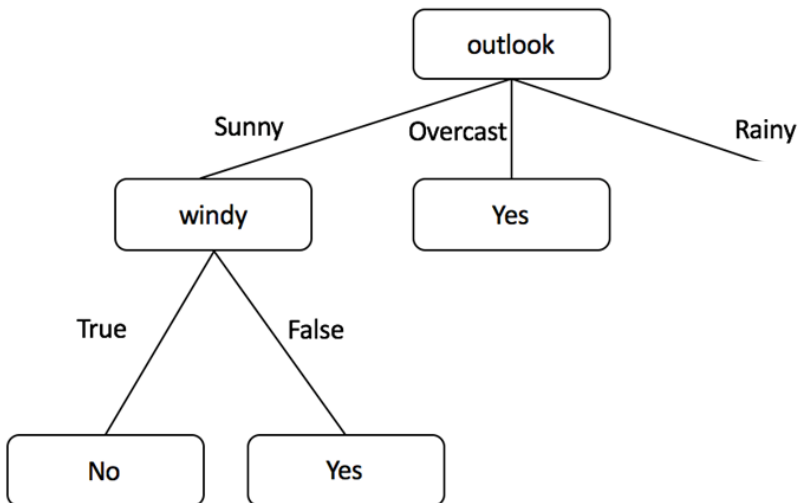 outlook
Sunny
Overcast
Rainy
windy
Yes
True
False
No
Yes